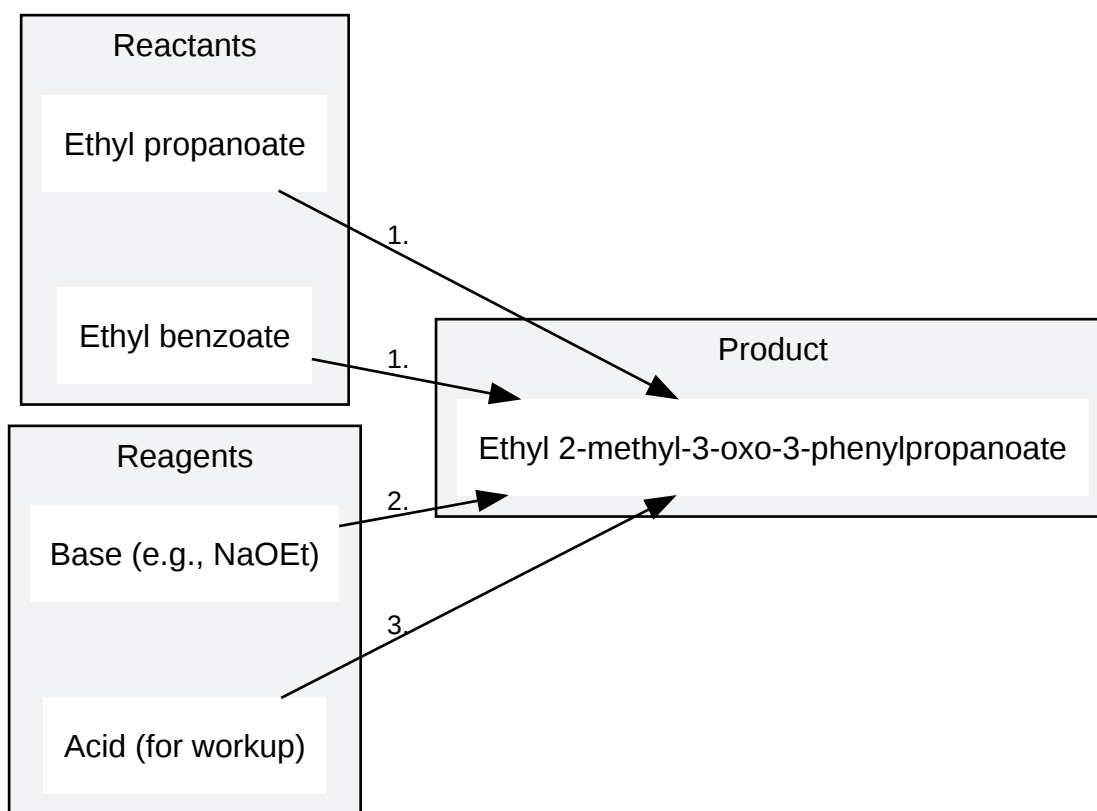 Reactants
Ethyl propanoate
1.
Ethyl benzoate
1.
Product
Ethyl 2-methyl-3-oxo-3-phenylpropanoate
Reagents
2.
Base (e.g., NaOEt)
3.
Acid (for workup)